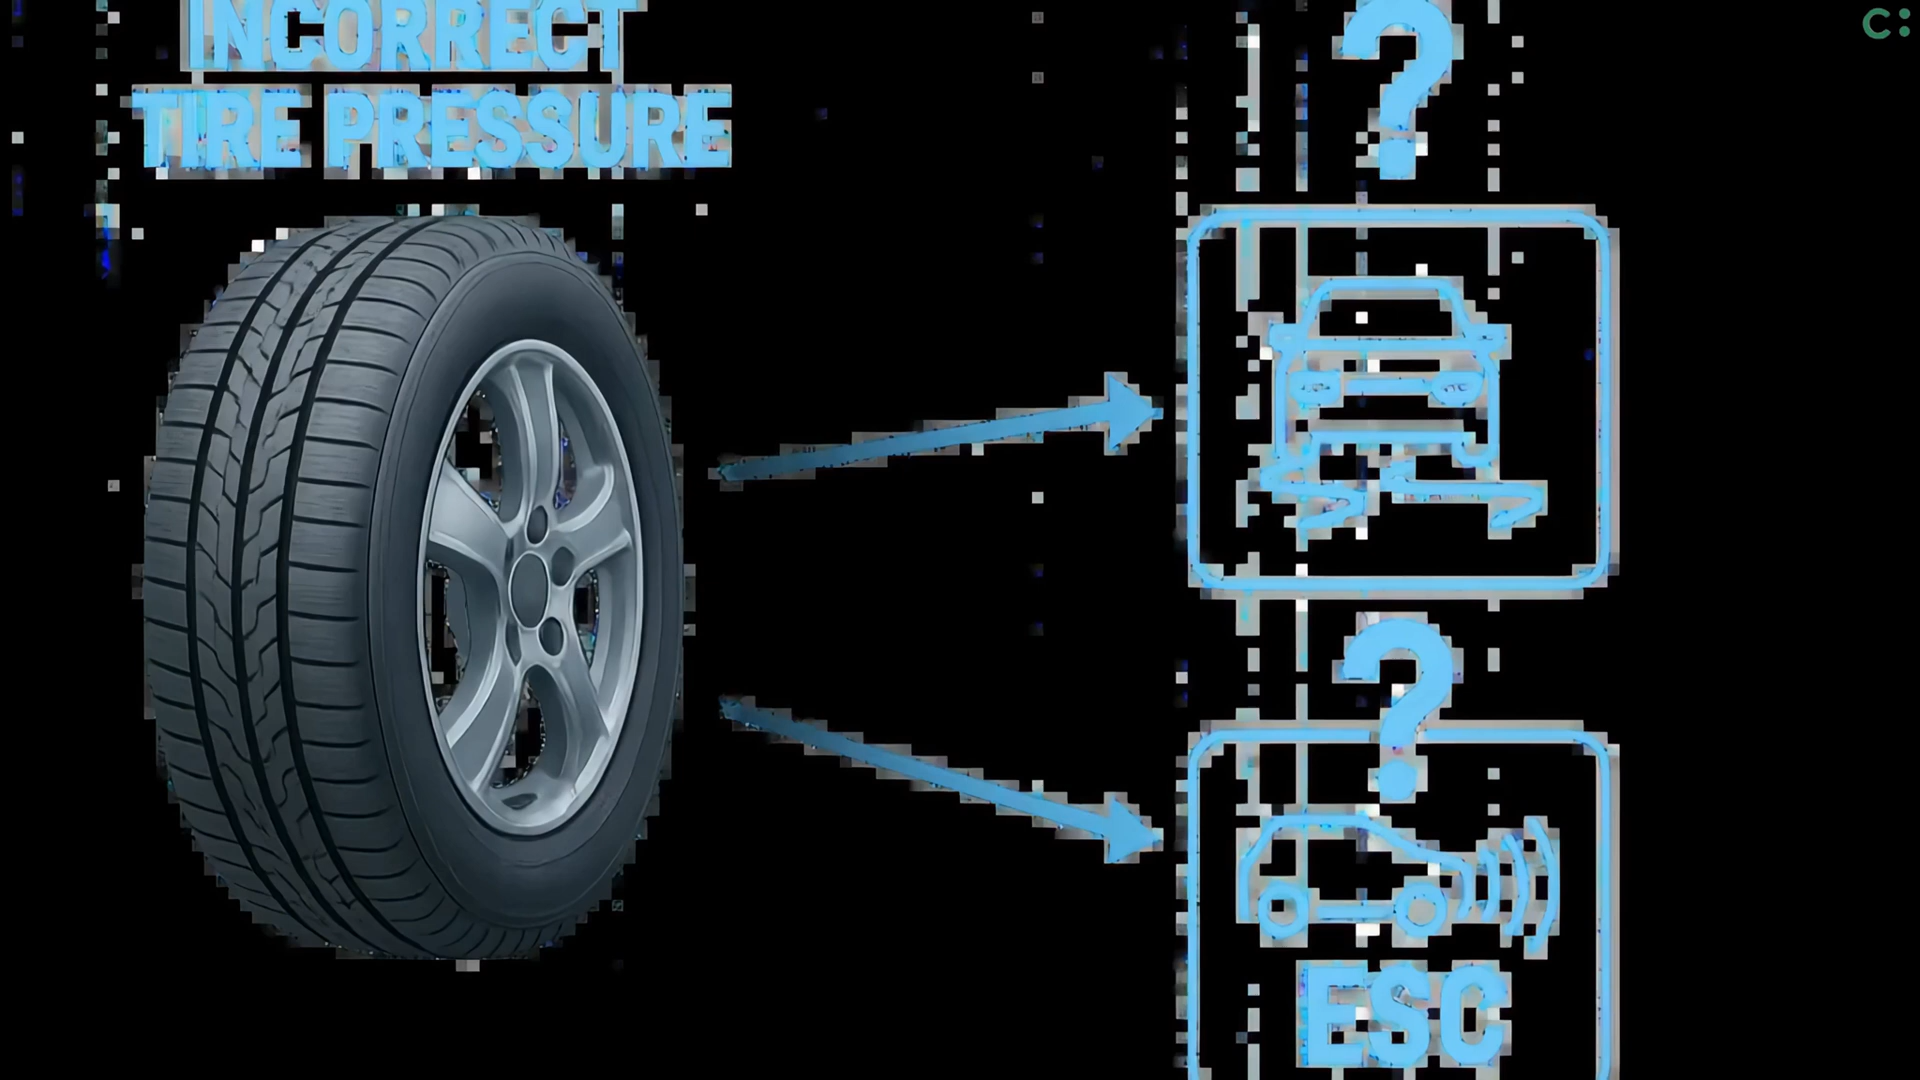 INCORRECT
TIRE PRESSURE
?
?
ESC
C: